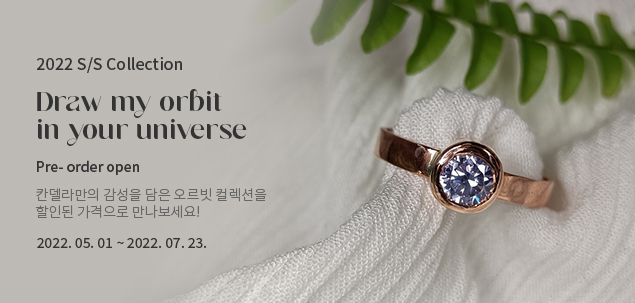 2022 S/S Collection
Draw my orbit
in your universe
Pre- order open
칸델라만의 감성을 담은 오르빗 컬렉션을
할인된 가격으로 만나보세요!
2022. 05. 01 ~ 2022. 07. 23.